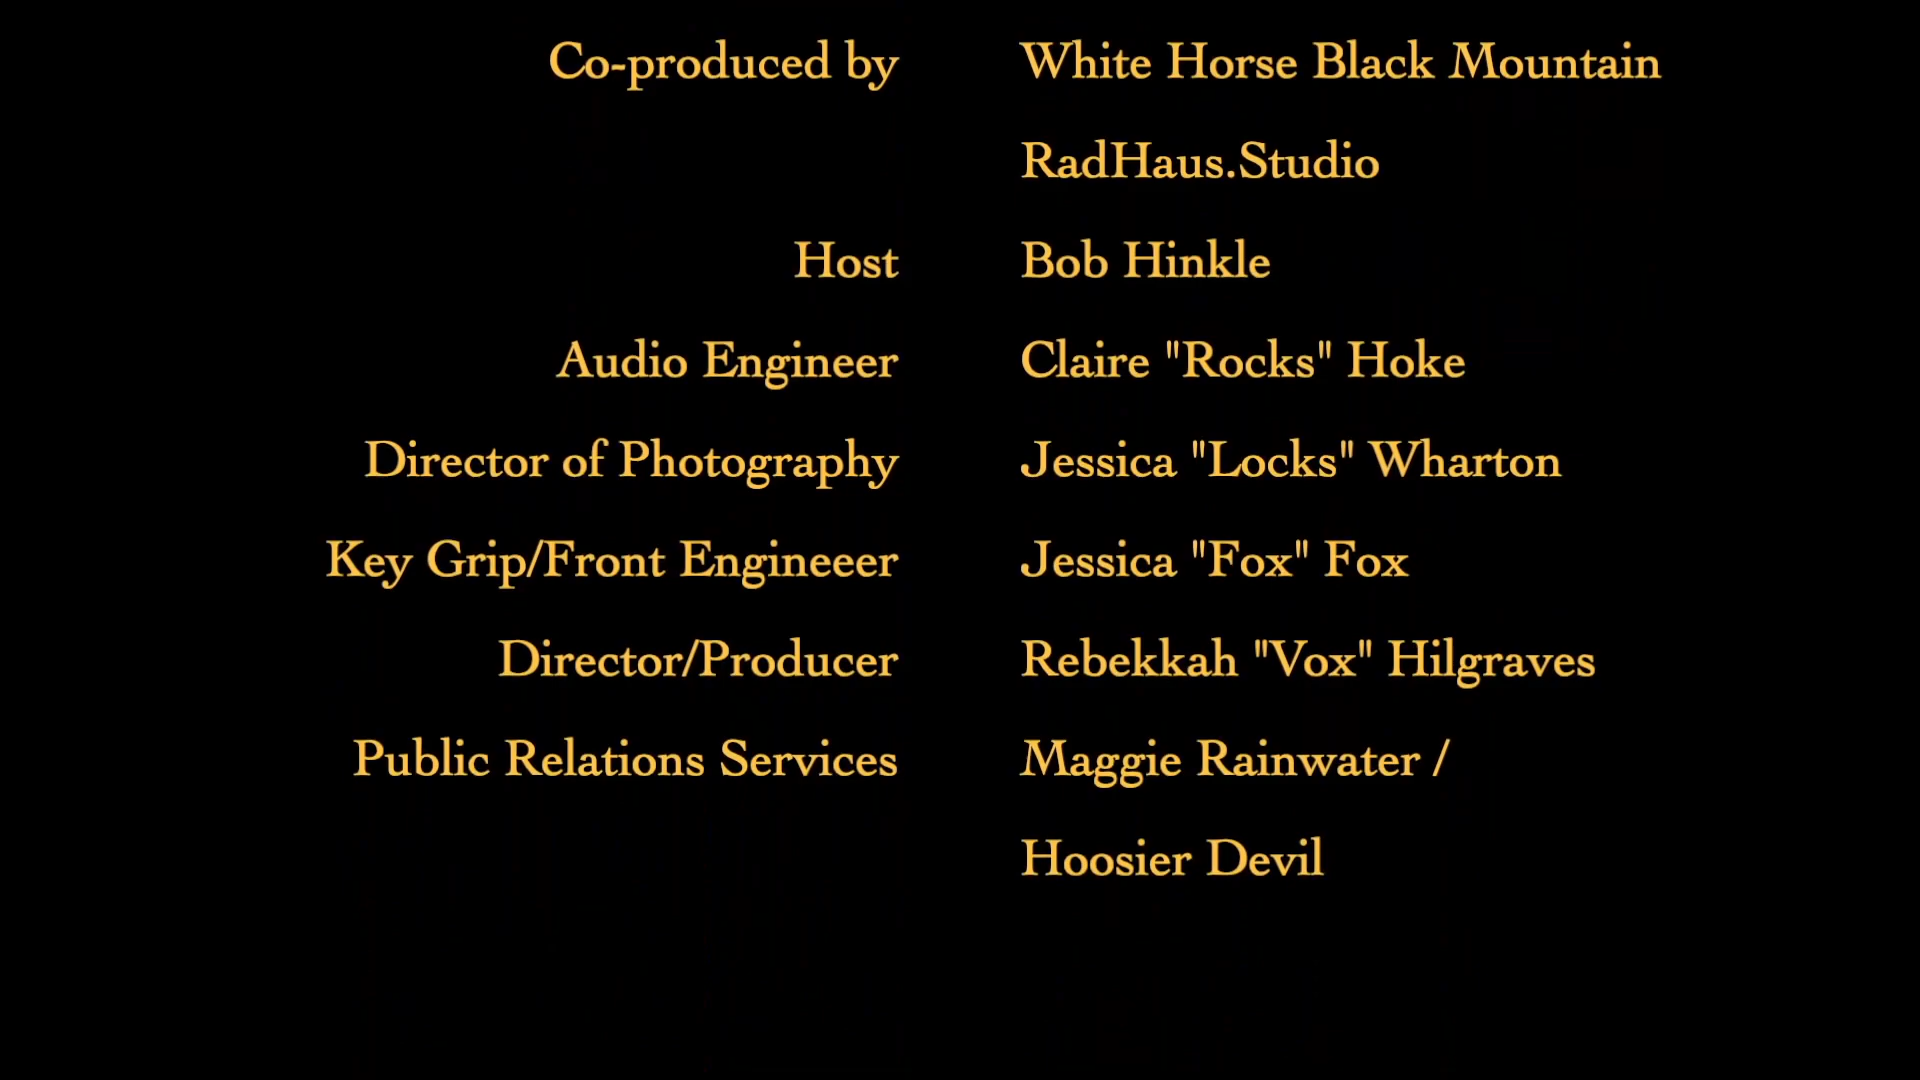 Co-produced by White Horse Black Mountain
RadHaus.Studio
Host Bob Hinkle
Audio Engineer Claire "Rocks" Hoke
Director of Photography Jessica "Locks" Wharton
Key Grip/Front Engineeer Jessica "Fox" Fox
Director/Producer Rebekkah "Vox" Hilgraves
Public Relations Services Maggie Rainwater /
Hoosier Devil